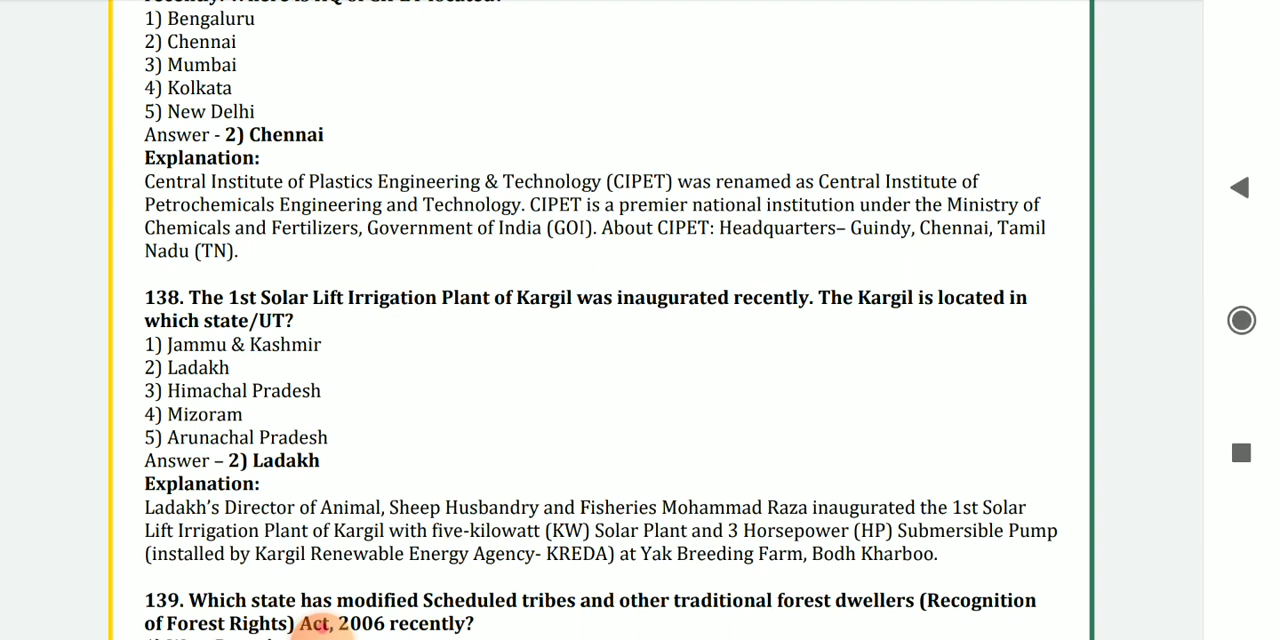 1) Bengaluru
2) Chennai
3) Mumbai
4) Kolkata
5) New Delhi
Answer - 2) Chennai
Explanation:
Central Institute of Plastics Engineering & Technology (CIPET) was renamed as Central Institute of
Petrochemicals Engineering and Technology. CIPET is a premier national institution under the Ministry of
Chemicals and Fertilizers, Government of India (GOI). About CIPET: Headquarters– Guindy, Chennai, Tamil
Nadu (TN).
138. The 1st Solar Lift Irrigation Plant of Kargil was inaugurated recently. The Kargil is located in
which state/UT?
1) Jammu & Kashmir
2) Ladakh
3) Himachal Pradesh
4) Mizoram
5) Arunachal Pradesh
Answer – 2) Ladakh
Explanation:
Ladakh’s Director of Animal, Sheep Husbandry and Fisheries Mohammad Raza inaugurated the 1st Solar
Lift Irrigation Plant of Kargil with five-kilowatt (KW) Solar Plant and 3 Horsepower (HP) Submersible Pump
(installed by Kargil Renewable Energy Agency- KREDA) at Yak Breeding Farm, Bodh Kharboo.
139. Which state has modified Scheduled tribes and other traditional forest dwellers (Recognition
of Forest Rights) Act, 2006 recently?